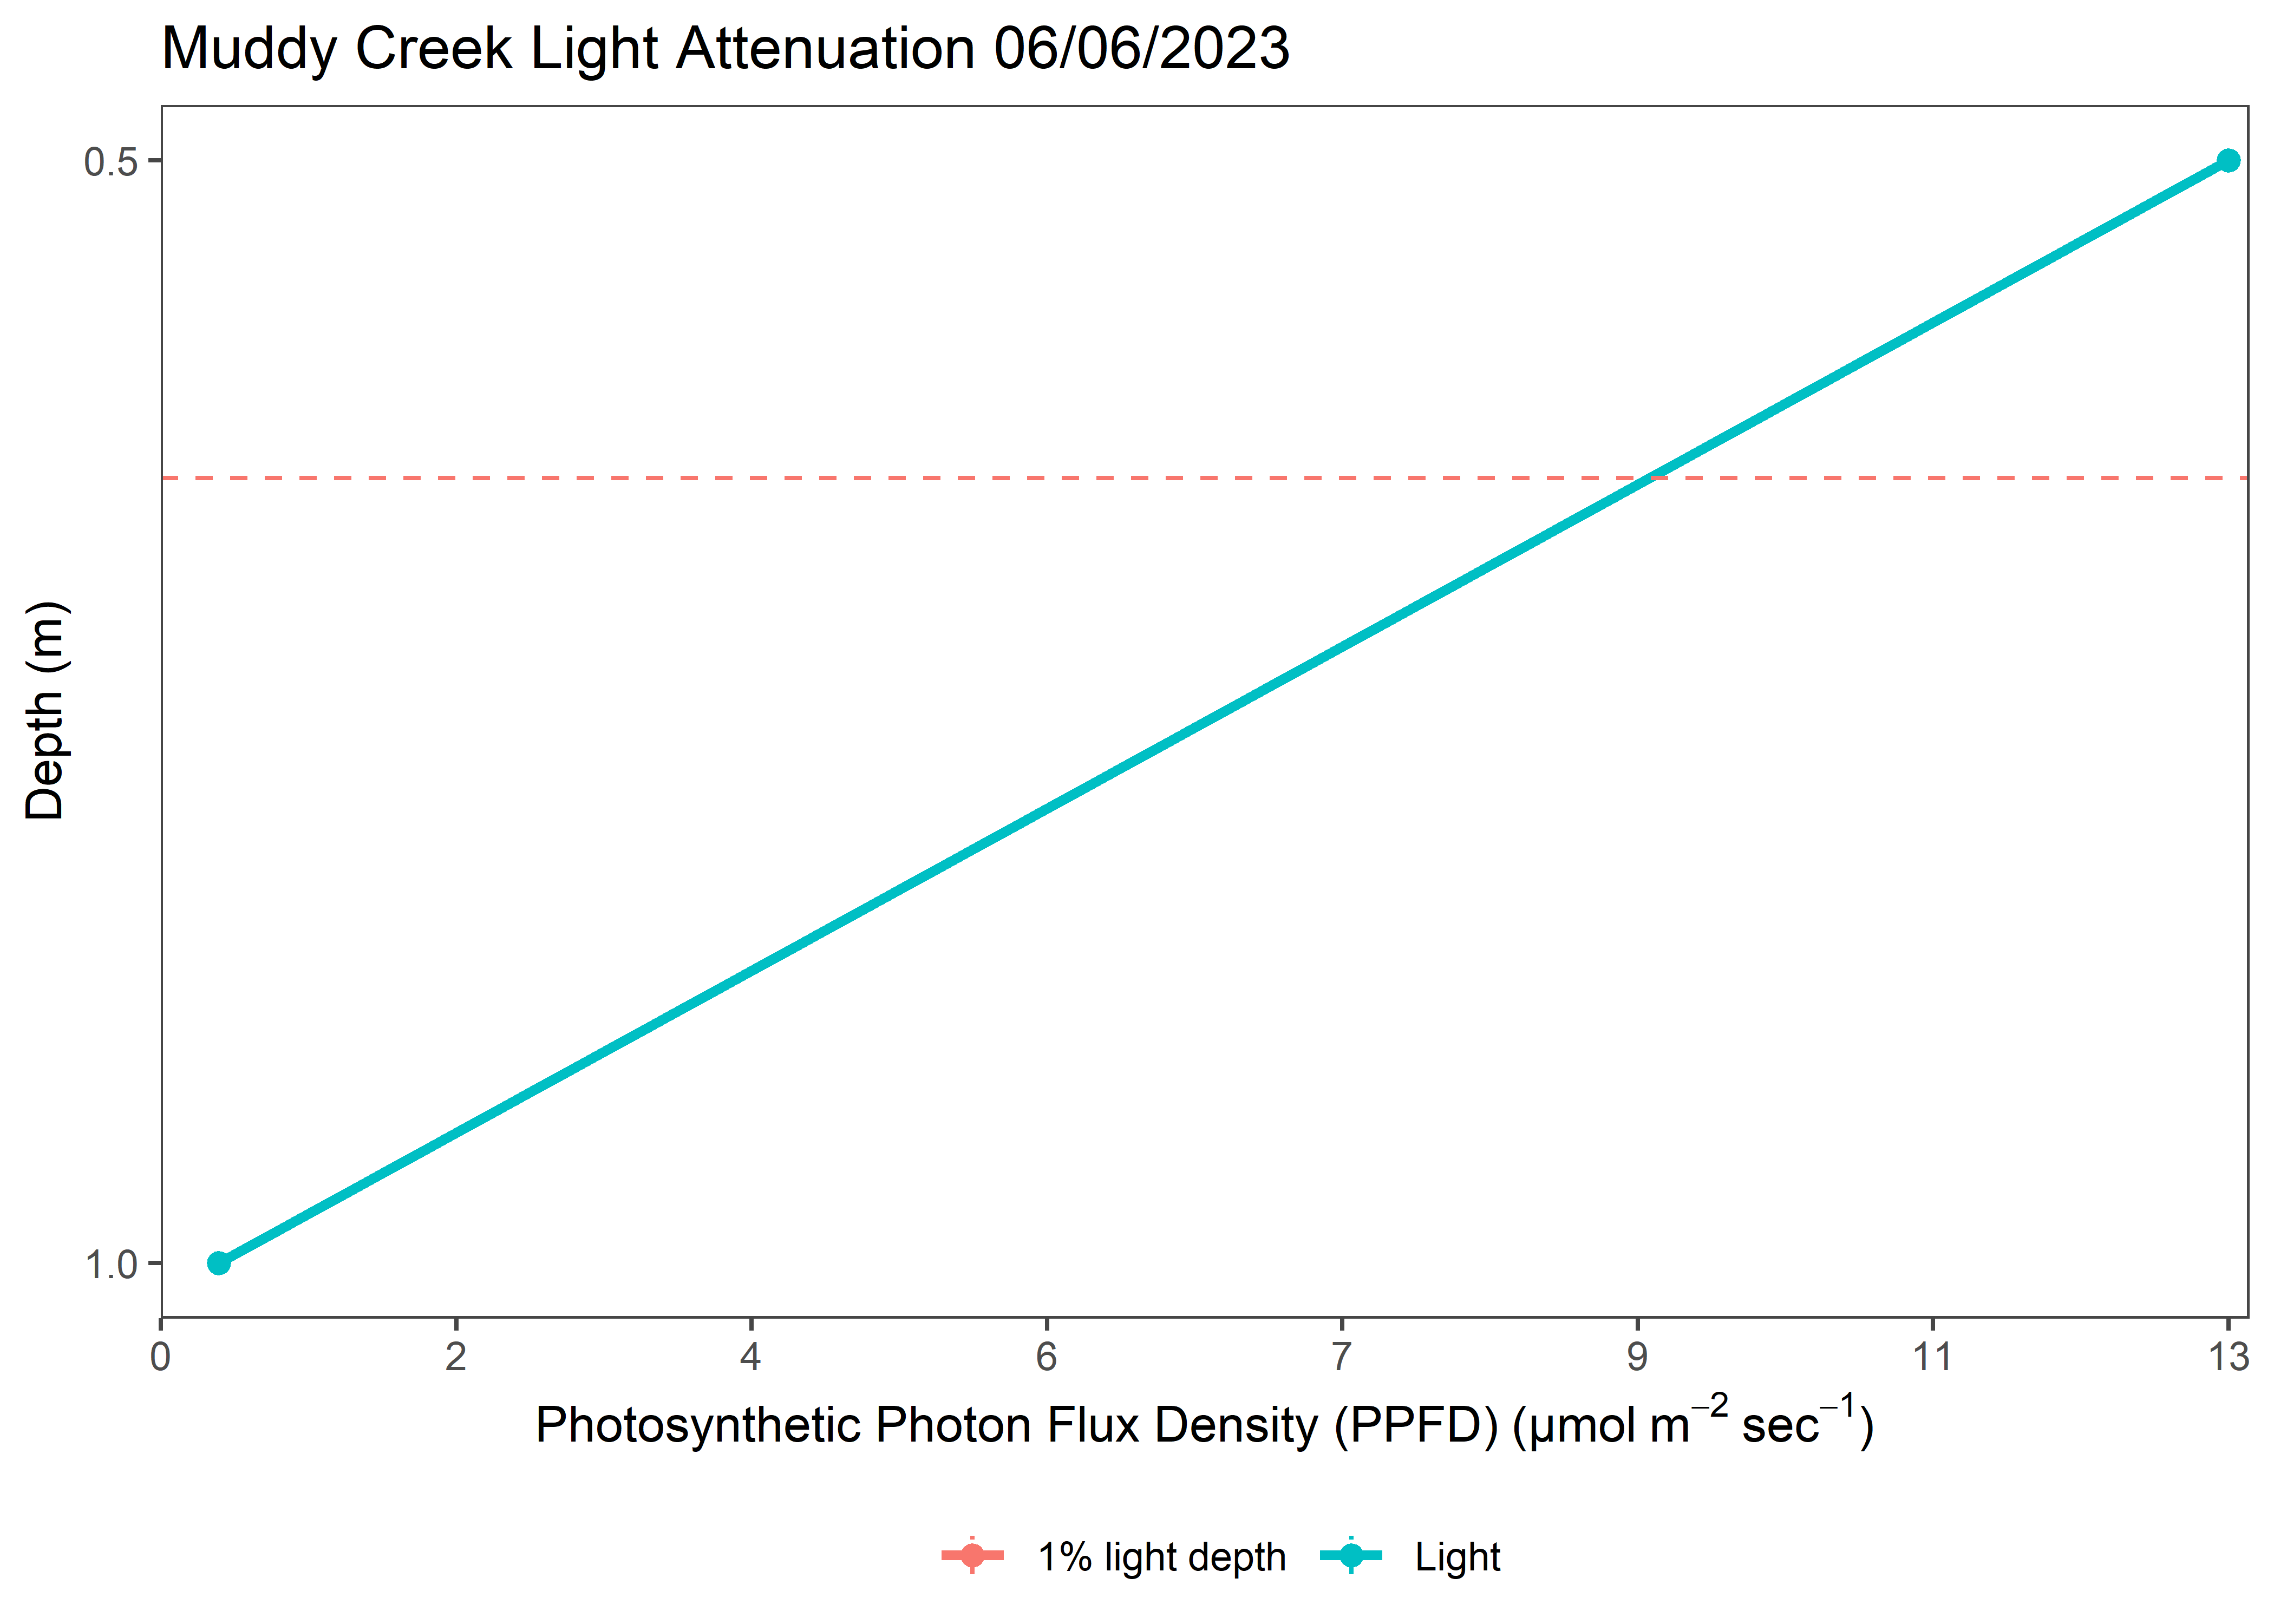 Muddy Creek Light Attenuation 06/06/2023
0.5
1.0
Depth (m)
0 2 4 6 7 9 11 13
Photosynthetic Photon Flux Density (PPFD) (μmol m⁻² sec⁻¹)
1% light depth Light